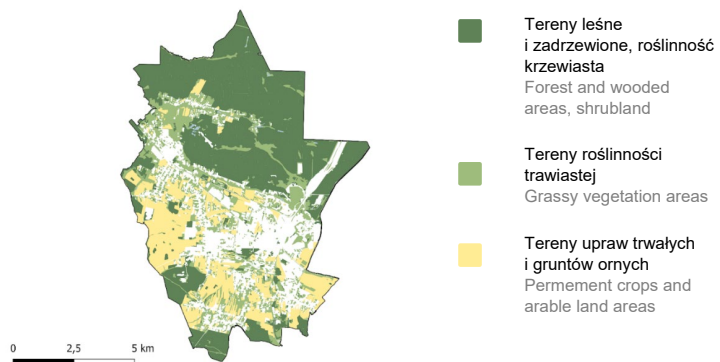 Tereny leśne
i zadrzewione, roślinność
krzewiasta
Forest and wooded
areas, shrubland
Tereny roślinności
trawiastej
Grassy vegetation areas
Tereny upraw trwałych
i gruntów ornych
Permement crops and
arable land areas
0 2,5 5 km